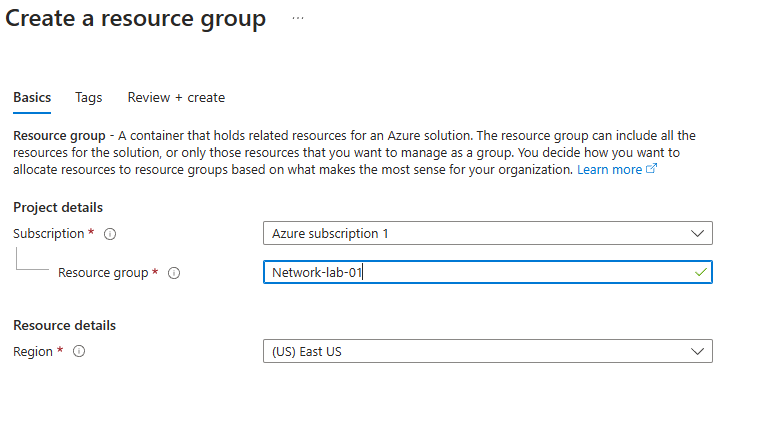 Create a resource group ...
Basics Tags Review + create
Resource group - A container that holds related resources for an Azure solution. The resource group can include all the
resources for the solution, or only those resources that you want to manage as a group. You decide how you want to
allocate resources to resource groups based on what makes the most sense for your organization. Learn more
Project details
Subscription * Azure subscription 1
Resource group * Network-lab-01
Resource details
Region * (US) East US